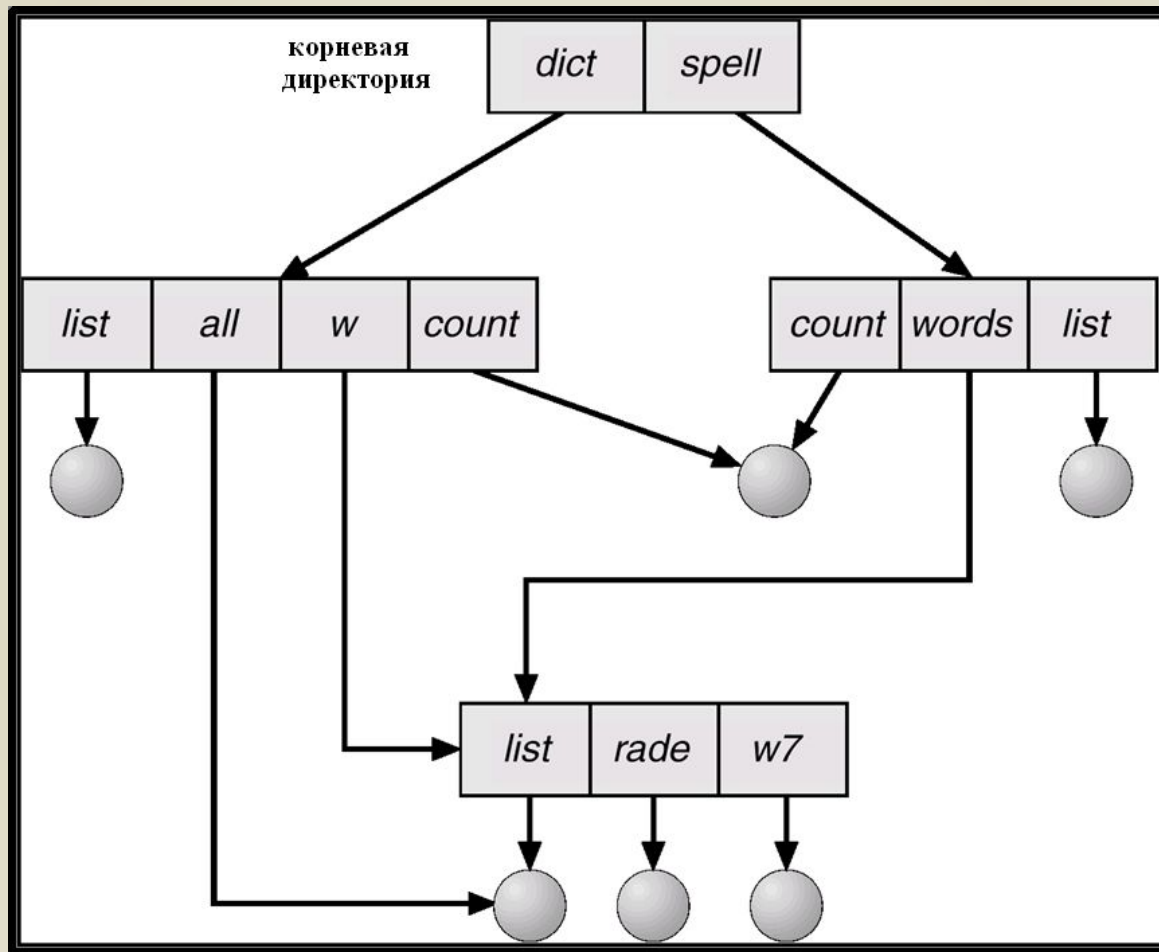 корневая
директория
dict spell
list all w count
count words list
list rade w7